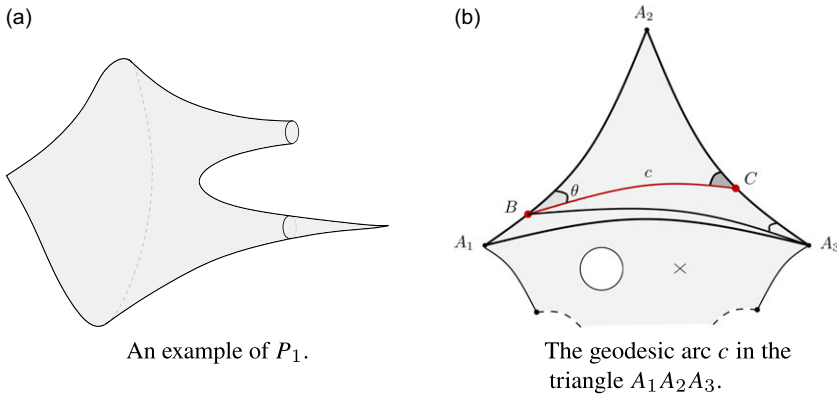 (a)
(b)
A₂
c
C
θ
B
A₁
A₃
×
An example of P₁.
The geodesic arc c in the
triangle A₁A₂A₃.